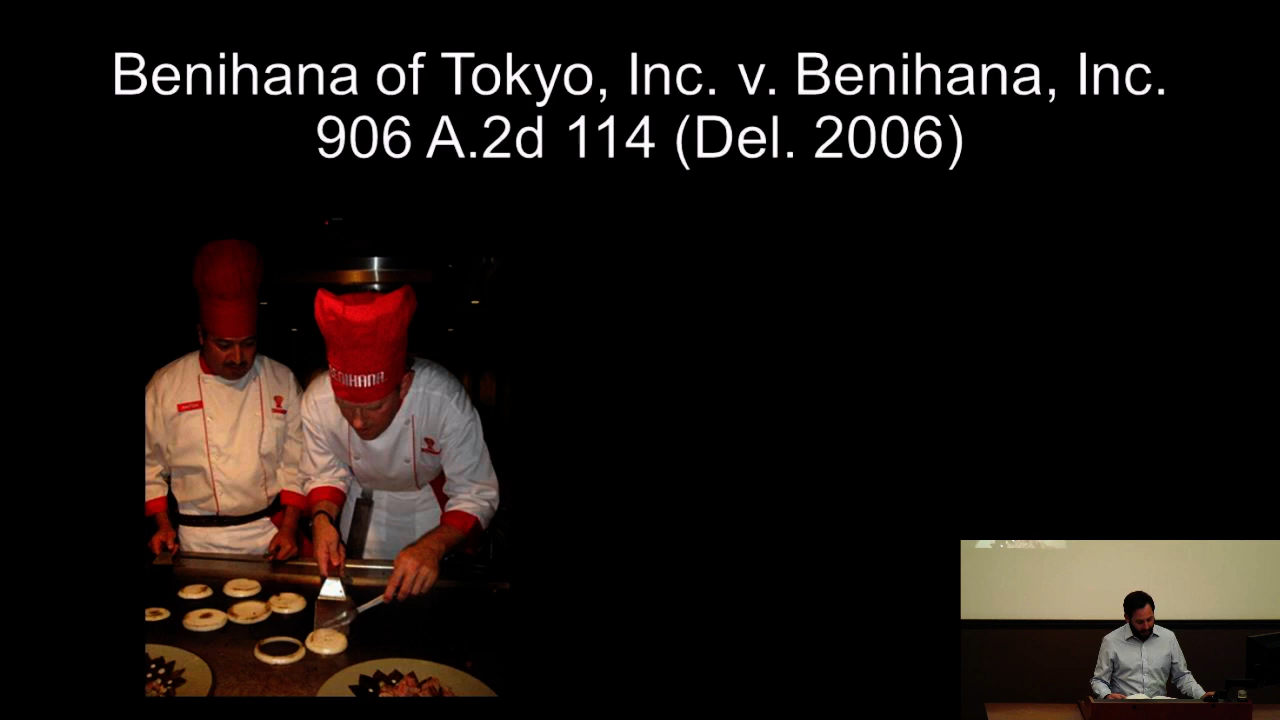 Benihana of Tokyo, Inc. v. Benihana, Inc.
906 A.2d 114 (Del. 2006)
BENIHANA